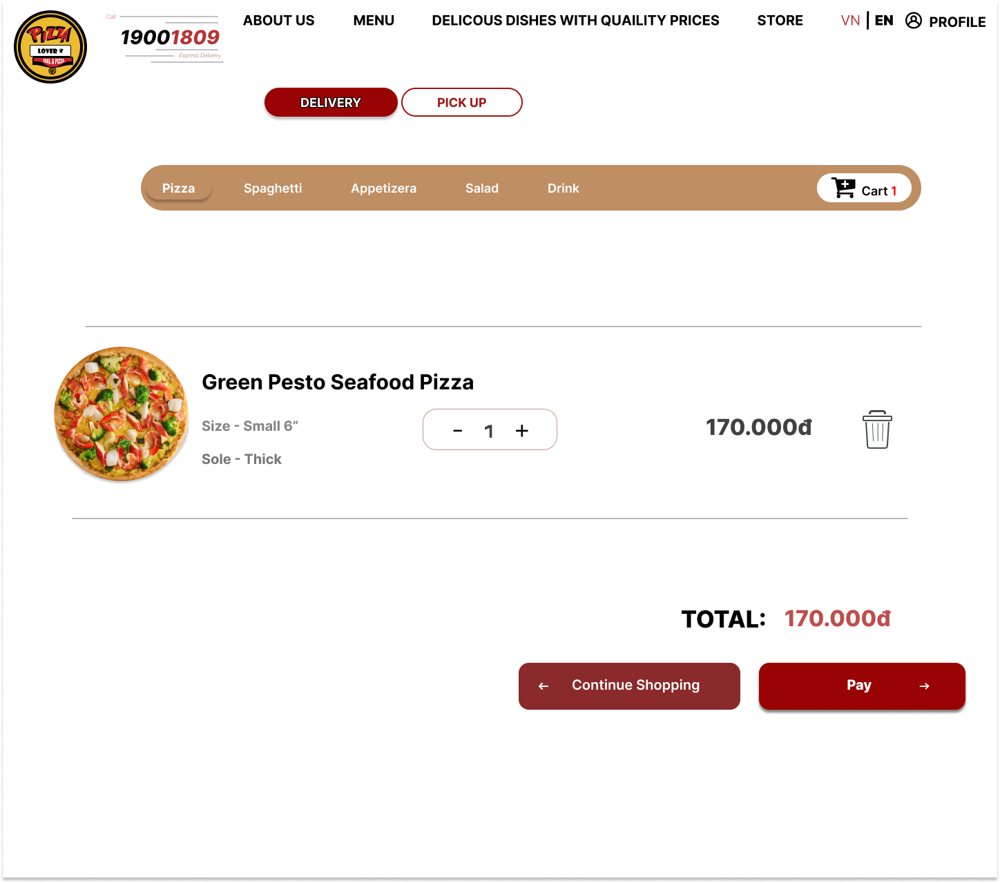 PIZZA
LOVER
DIAL A PIZZA
Call
19001809
Express Delivery
ABOUT US
MENU
DELICOUS DISHES WITH QUAILITY PRICES
STORE
VN | EN
PROFILE
DELIVERY
PICK UP
Pizza
Spaghetti
Appetizera
Salad
Drink
Cart 1
Green Pesto Seafood Pizza
Size - Small 6”
- 1 +
170.000đ
Sole - Thick
TOTAL: 170.000đ
← Continue Shopping
Pay →